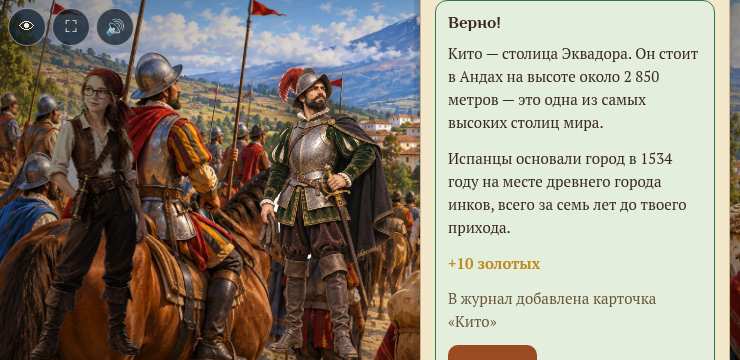 Верно!
Кито — столица Эквадора. Он стоит
в Андах на высоте около 2 850
метров — это одна из самых
высоких столиц мира.
Испанцы основали город в 1534
году на месте древнего города
инков, всего за семь лет до твоего
прихода.
+10 золотых
В журнал добавлена карточка
«Кито»